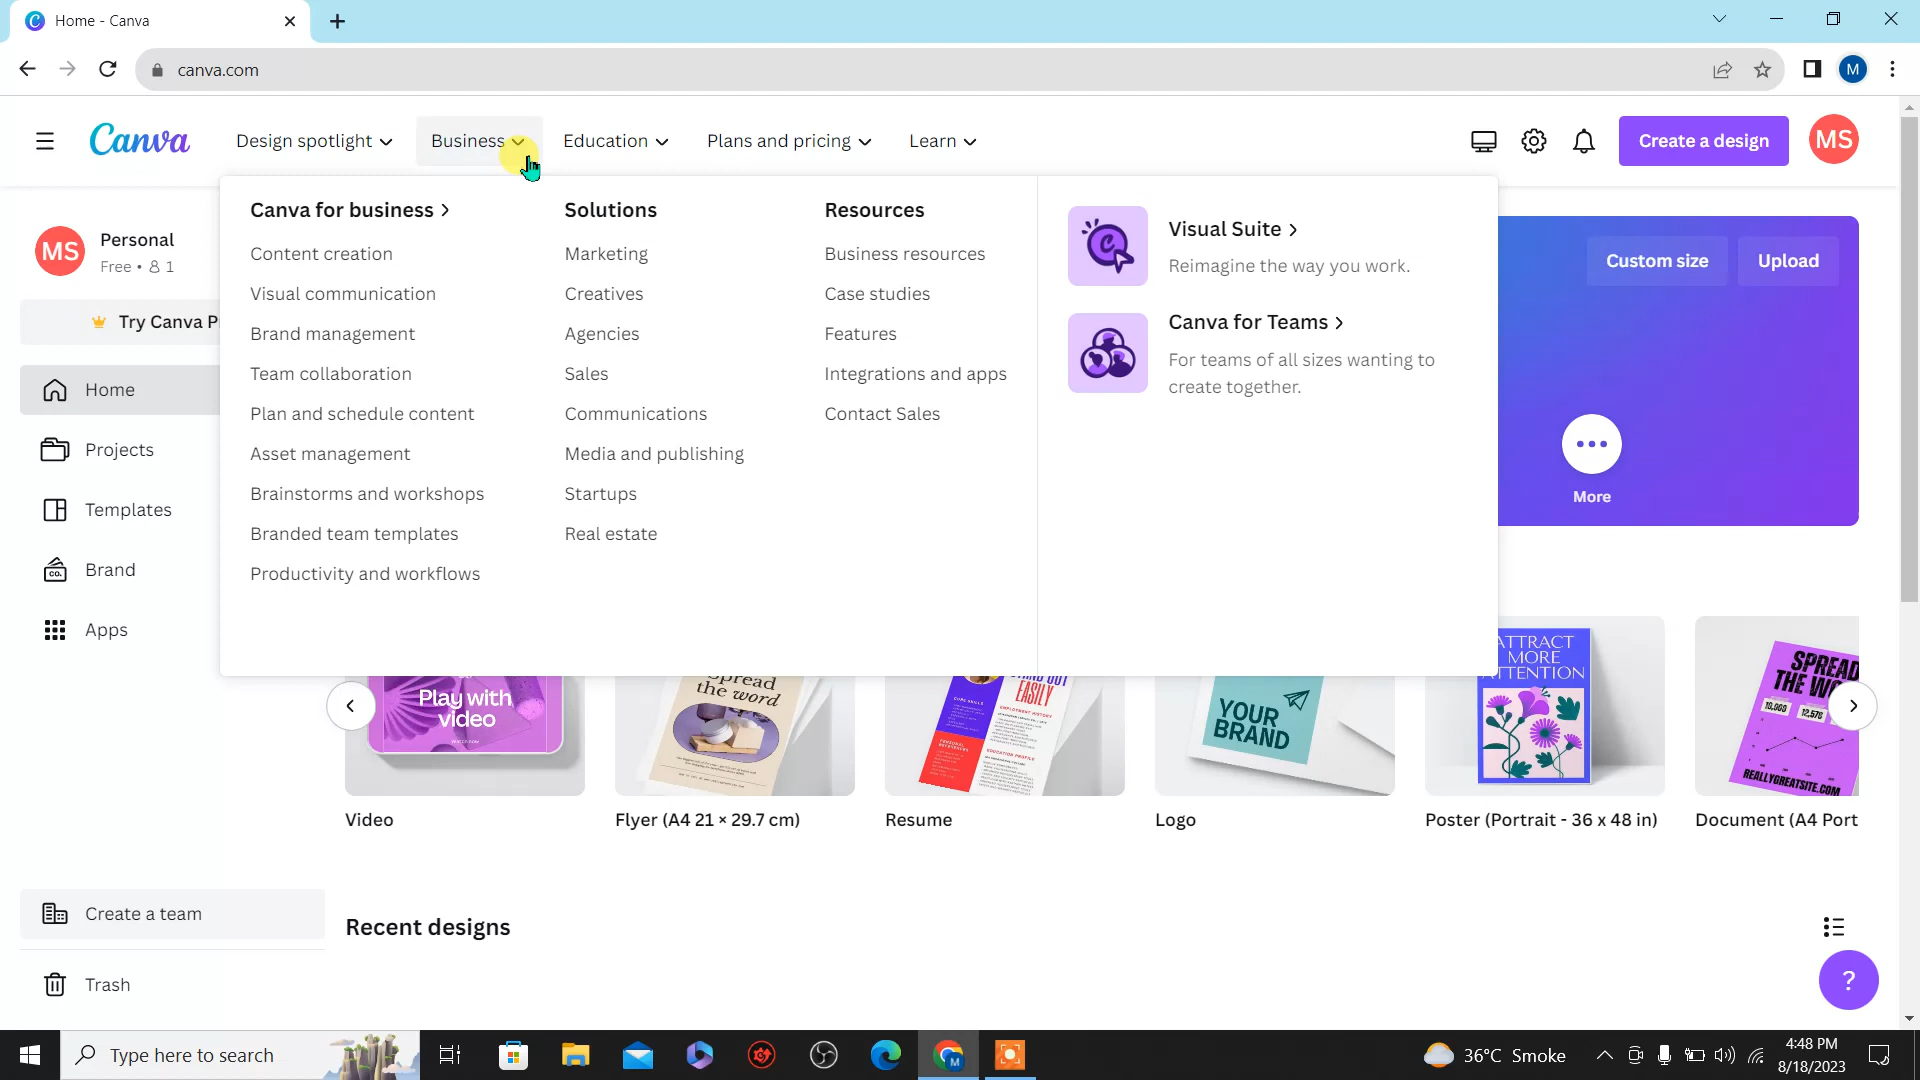 Home - Canva
canva.com
M
Canva
Design spotlight
Business
Education
Plans and pricing
Learn
Create a design
MS
MS
Personal
Free • 1
Try Canva P
Home
Projects
Templates
Brand
Apps
Create a team
Trash
Canva for business
Content creation
Visual communication
Brand management
Team collaboration
Plan and schedule content
Asset management
Brainstorms and workshops
Branded team templates
Productivity and workflows
Solutions
Marketing
Creatives
Agencies
Sales
Communications
Media and publishing
Startups
Real estate
Resources
Business resources
Case studies
Features
Integrations and apps
Contact Sales
Visual Suite
Reimagine the way you work.
Canva for Teams
For teams of all sizes wanting to
create together.
Custom size
Upload
More
Play with
video
Spread
the word
OUT
EASILY
YOUR
BRAND
ATTRACT
MORE
ATTENTION
SPREAD
THE WO
REALLYGREATSITE.COM
Video
Flyer (A4 21 × 29.7 cm)
Resume
Logo
Poster (Portrait - 36 x 48 in)
Document (A4 Port
Recent designs
?
Type here to search
36°C Smoke
4:48 PM
8/18/2023